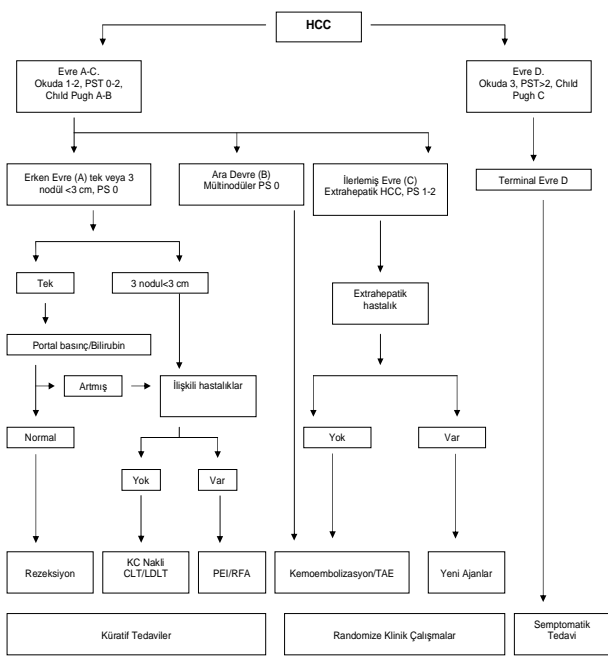 HCC
Evre A-C.
Okuda 1-2, PST 0-2,
Chıld Pugh A-B
Evre D.
Okuda 3, PST>2, Chıld
Pugh C
Erken Evre (A) tek veya 3
nodül <3 cm, PS 0
Ara Devre (B)
Mültinodüler PS 0
İlerlemiş Evre (C)
Extrahepatik HCC, PS 1-2
Terminal Evre D
Tek
3 nodul<3 cm
Extrahepatik
hastalık
Portal basınç/Bilirubin
Artmış
İlişkili hastalıklar
Normal
Yok
Var
Yok
Var
Rezeksiyon
KC Nakli
CLT/LDLT
PEI/RFA
Kemoembolizasyon/TAE
Yeni Ajanlar
Küratif Tedaviler
Randomize Klinik Çalışmalar
Semptomatik
Tedavi